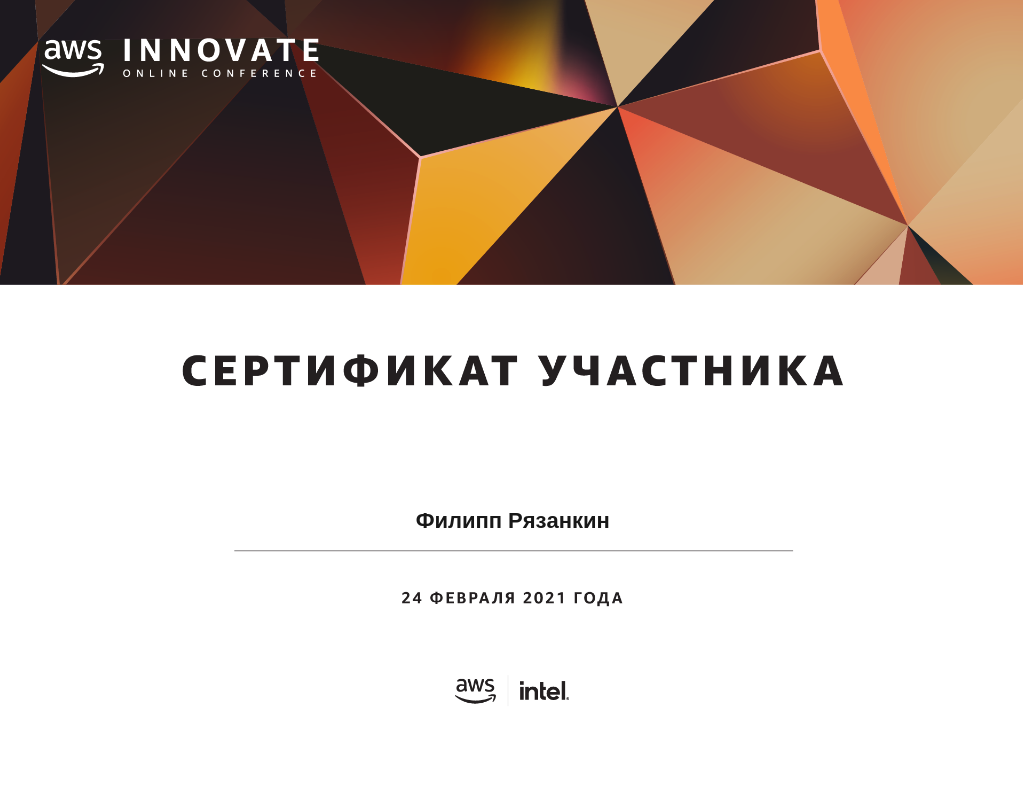 aws INNOVATE
ONLINE CONFERENCE
СЕРТИФИКАТ УЧАСТНИКА
Филипп Рязанкин
24 ФЕВРАЛЯ 2021 ГОДА
aws intel.